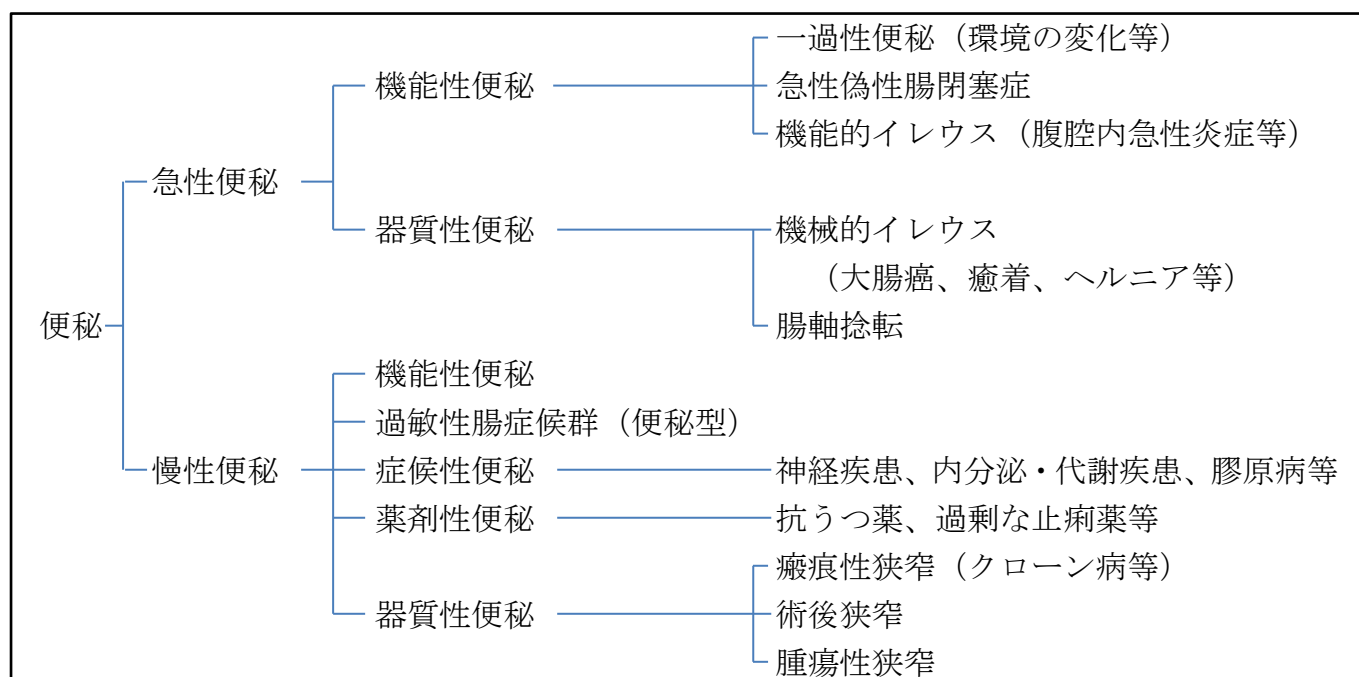 一過性便秘（環境の変化等）
機能性便秘
急性偽性腸閉塞症
機能的イレウス（腹腔内急性炎症等）
急性便秘
器質性便秘
機械的イレウス
（大腸癌、癒着、ヘルニア等）
便秘
腸軸捻転
機能性便秘
過敏性腸症候群（便秘型）
慢性便秘
症候性便秘
神経疾患、内分泌・代謝疾患、膠原病等
薬剤性便秘
抗うつ薬、過剰な止痢薬等
瘢痕性狭窄（クローン病等）
器質性便秘
術後狭窄
腫瘍性狭窄